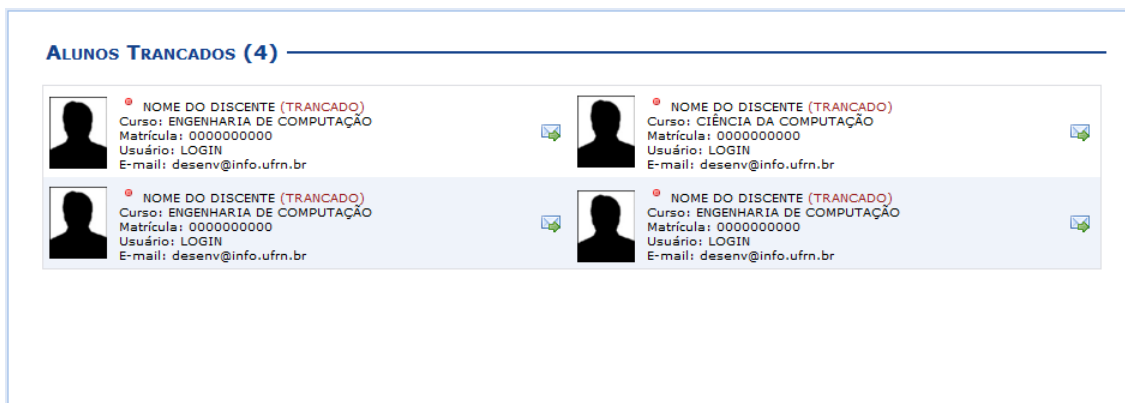 ALUNOS TRANCADOS (4)
NOME DO DISCENTE (TRANCADO)
Curso: ENGENHARIA DE COMPUTAÇÃO
Matrícula: 0000000000
Usuário: LOGIN
E-mail: desenv@info.ufrn.br
NOME DO DISCENTE (TRANCADO)
Curso: CIÊNCIA DA COMPUTAÇÃO
Matrícula: 0000000000
Usuário: LOGIN
E-mail: desenv@info.ufrn.br
NOME DO DISCENTE (TRANCADO)
Curso: ENGENHARIA DE COMPUTAÇÃO
Matrícula: 0000000000
Usuário: LOGIN
E-mail: desenv@info.ufrn.br
NOME DO DISCENTE (TRANCADO)
Curso: ENGENHARIA DE COMPUTAÇÃO
Matrícula: 0000000000
Usuário: LOGIN
E-mail: desenv@info.ufrn.br